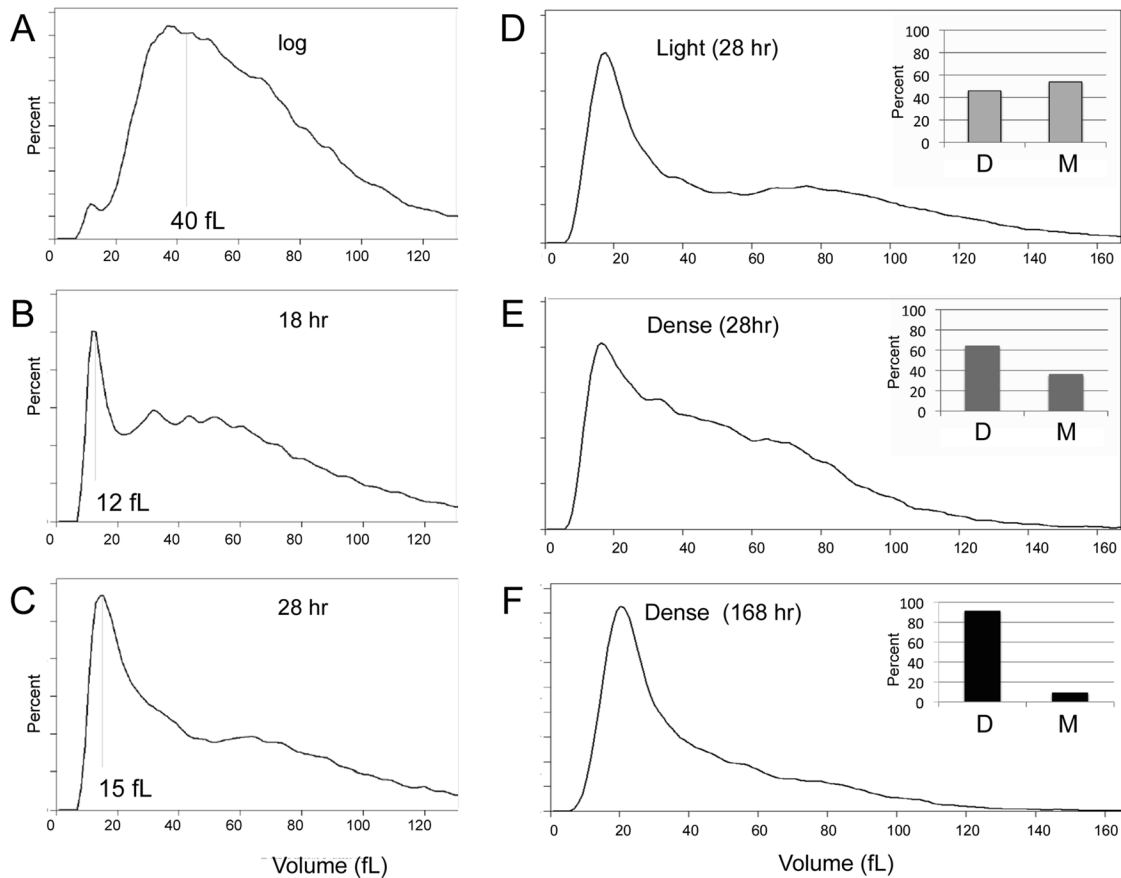 A
log
Percent
40 fL
0 20 40 60 80 100 120
B
18 hr
Percent
12 fL
0 20 40 60 80 100 120
C
28 hr
Percent
15 fL
0 20 40 60 80 100 120
Volume (fL)
D
Light (28 hr)
Percent
100
80
60
40
20
0
D M
0 20 40 60 80 100 120 140 160
E
Dense (28hr)
Percent
100
80
60
40
20
0
D M
0 20 40 60 80 100 120 140 160
F
Dense (168 hr)
Percent
100
80
60
40
20
0
D M
0 20 40 60 80 100 120 140 160
Volume (fL)